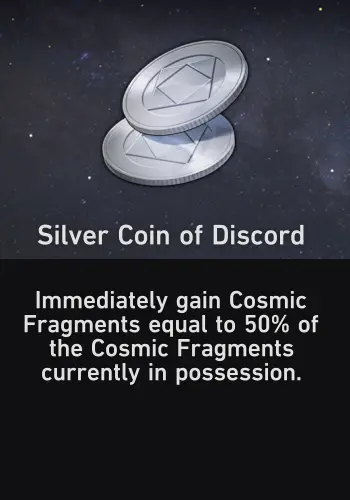 Silver Coin of Discord
Immediately gain Cosmic
Fragments equal to 50% of
the Cosmic Fragments
currently in possession.